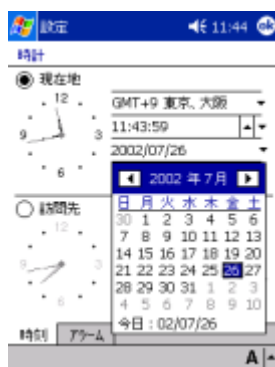 設定 11:44 ok
時計
現在地
12
9 3
6
GMT+9 東京、大阪
11:43:59
2002/07/26
2002 年 7月
日 月 火 水 木 金 土
30 1 2 3 4 5 6
7 8 9 10 11 12 13
14 15 16 17 18 19 20
21 22 23 24 25 26 27
28 29 30 31 1 2 3
4 5 6 7 8 9 10
今日 : 02/07/26
訪問先
12
9 3
6
時刻 アラーム
A